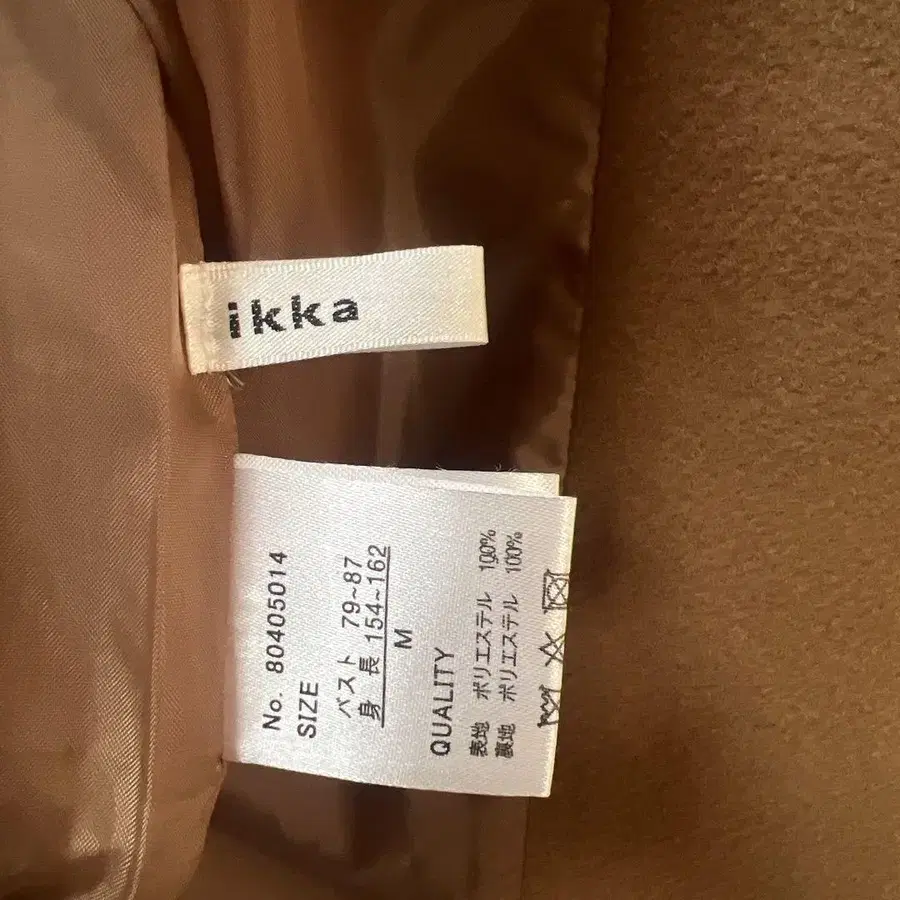 ikka
No. 80405014
SIZE
バスト 79~87
身 長 154~162
M
QUALITY
表地 ポリエステル 100%
裏地 ポリエステル 100%